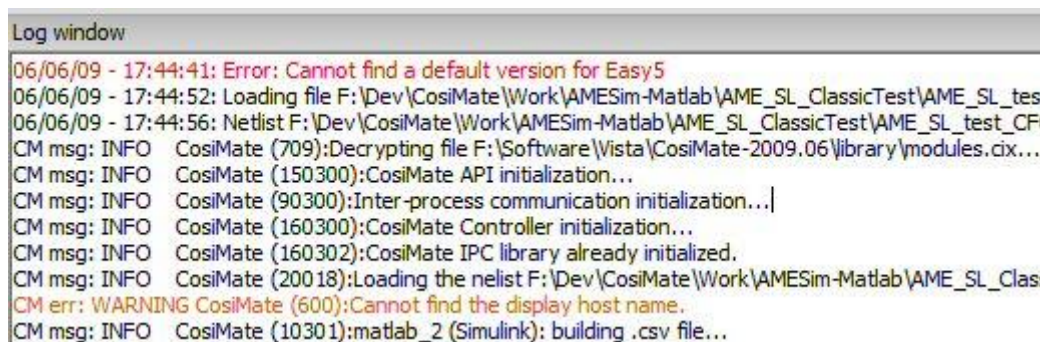 Log window
06/06/09 - 17:44:41: Error: Cannot find a default version for Easy5
06/06/09 - 17:44:52: Loading file F:\Dev\CosiMate\Work\AMESim-Matlab\AME_SL_ClassicTest\AME_SL_tes
06/06/09 - 17:44:56: Netlist F:\Dev\CosiMate\Work\AMESim-Matlab\AME_SL_ClassicTest\AME_SL_test_CF
CM msg: INFO CosiMate (709):Decrypting file F:\Software\Vista\CosiMate-2009.06\library\modules.cix...
CM msg: INFO CosiMate (150300):CosiMate API initialization...
CM msg: INFO CosiMate (90300):Inter-process communication initialization...
CM msg: INFO CosiMate (160300):CosiMate Controller initialization...
CM msg: INFO CosiMate (160302):CosiMate IPC library already initialized.
CM msg: INFO CosiMate (20018):Loading the nelist F:\Dev\CosiMate\Work\AMESim-Matlab\AME_SL_Clas
CM err: WARNING CosiMate (600):Cannot find the display host name.
CM msg: INFO CosiMate (10301):matlab_2 (Simulink): building .csv file...